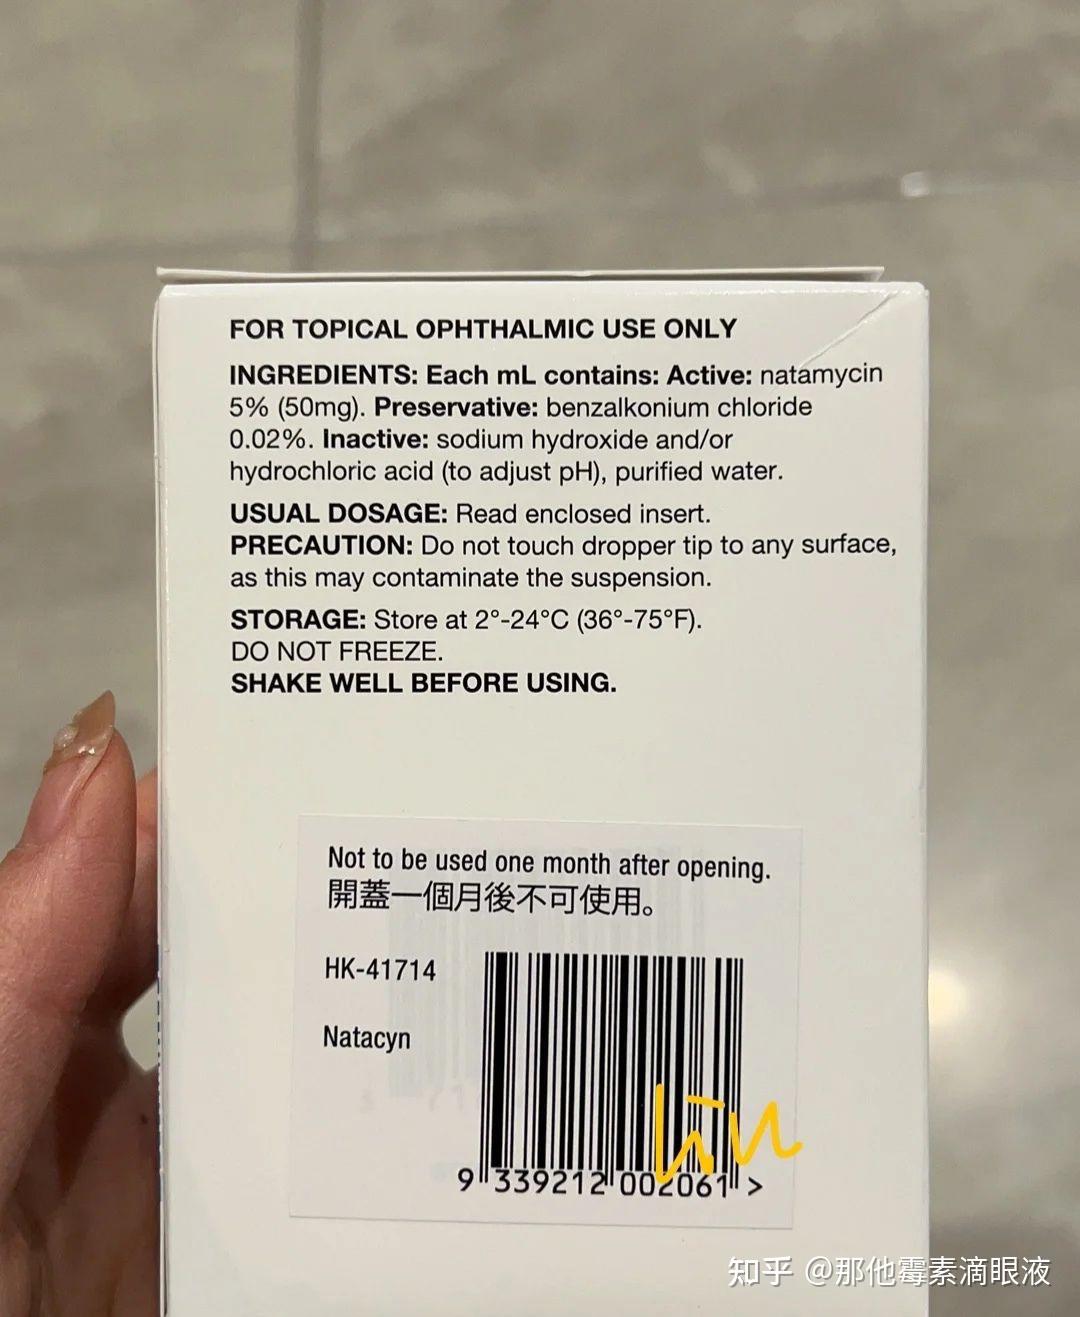 FOR TOPICAL OPHTHALMIC USE ONLY
INGREDIENTS: Each mL contains: Active: natamycin
5% (50mg). Preservative: benzalkonium chloride
0.02%. Inactive: sodium hydroxide and/or
hydrochloric acid (to adjust pH), purified water.
USUAL DOSAGE: Read enclosed insert.
PRECAUTION: Do not touch dropper tip to any surface,
as this may contaminate the suspension.
STORAGE: Store at 2°-24°C (36°-75°F).
DO NOT FREEZE.
SHAKE WELL BEFORE USING.
Not to be used one month after opening.
開蓋一個月後不可使用。
HK-41714
Natacyn
9 339212 002061 >
知乎 @那他霉素滴眼液